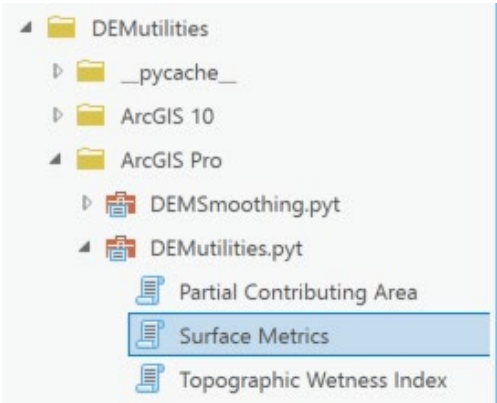 DEMutilities
__pycache__
ArcGIS 10
ArcGIS Pro
DEMSmoothing.pyt
DEMutilities.pyt
Partial Contributing Area
Surface Metrics
Topographic Wetness Index